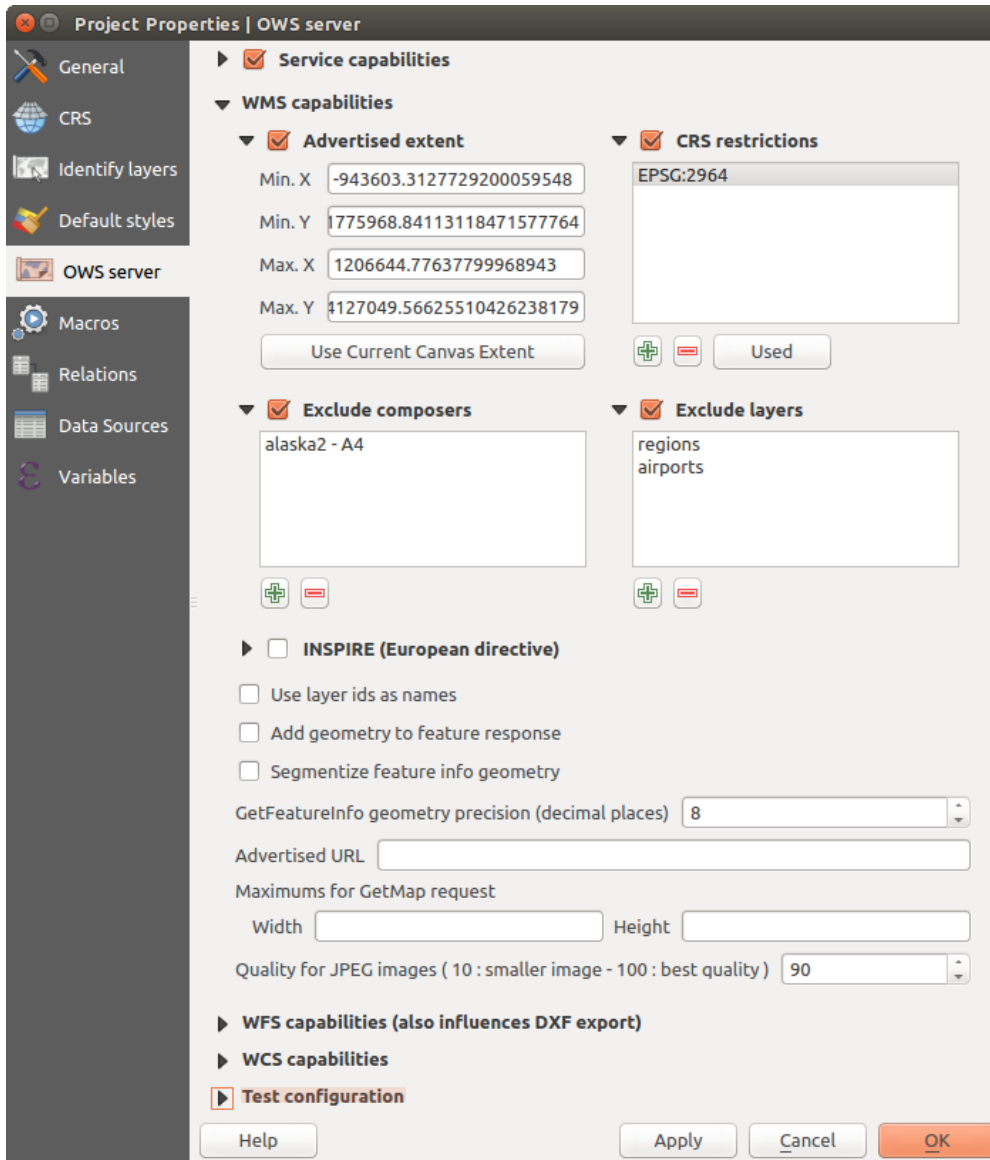 Project Properties | OWS server
General
CRS
Identify layers
Default styles
OWS server
Macros
Relations
Data Sources
Variables
Service capabilities
WMS capabilities
Advertised extent
Min. X -943603.3127729200059548
Min. Y 1775968.84113118471577764
Max. X 1206644.77637799968943
Max. Y 4127049.56625510426238179
Use Current Canvas Extent
CRS restrictions
EPSG:2964
Used
Exclude composers
alaska2 - A4
Exclude layers
regions
airports
INSPIRE (European directive)
Use layer ids as names
Add geometry to feature response
Segmentize feature info geometry
GetFeatureInfo geometry precision (decimal places) 8
Advertised URL
Maximums for GetMap request
Width Height
Quality for JPEG images ( 10 : smaller image - 100 : best quality ) 90
WFS capabilities (also influences DXF export)
WCS capabilities
Test configuration
Help Apply Cancel OK